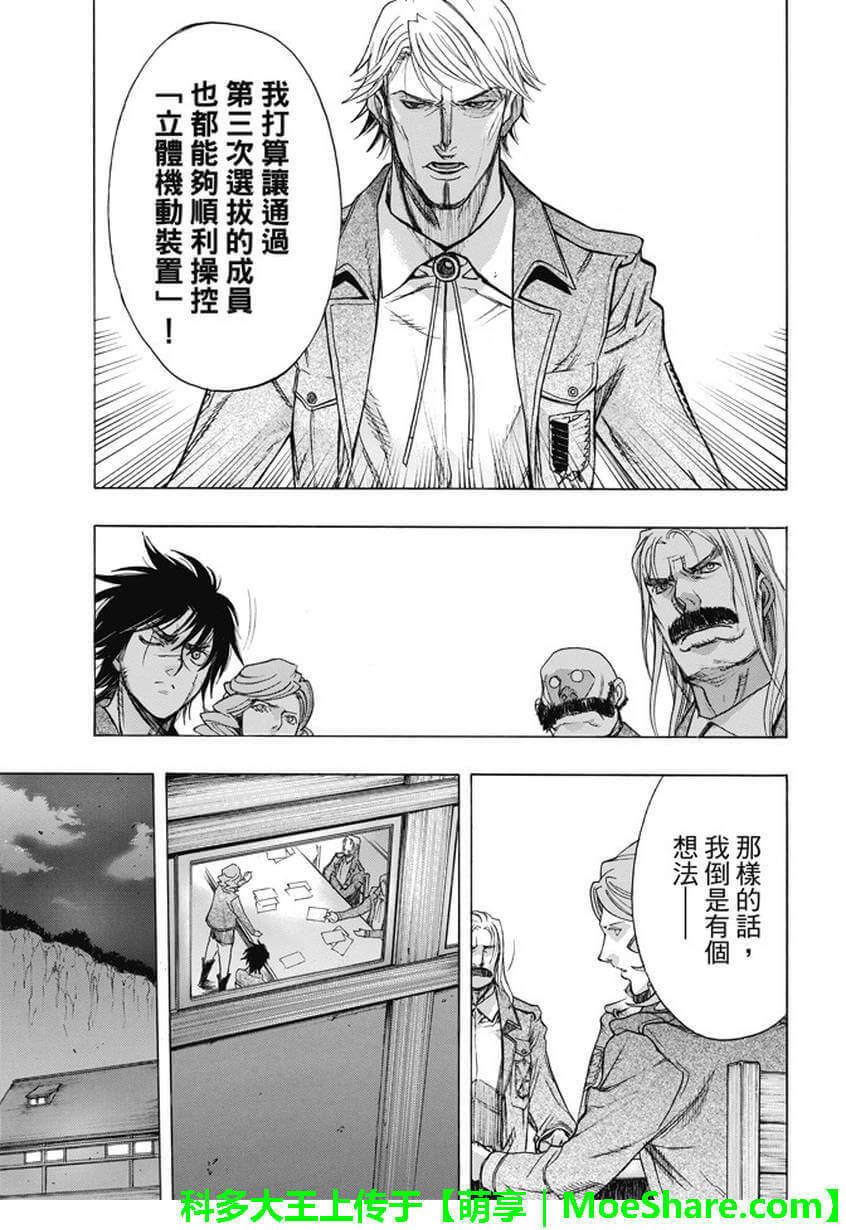 我打算讓通過
第三次選拔的成員
也都能夠順利操控
「立體機動裝置」！
那樣的話，
我倒是有個
想法——
科多大王上传于【萌享｜MoeShare.com】